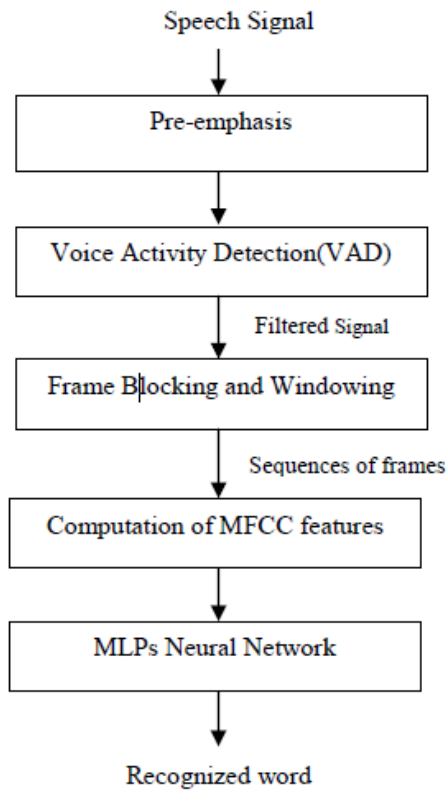 Speech Signal
Pre-emphasis
Voice Activity Detection(VAD)
Filtered Signal
Frame Blocking and Windowing
Sequences of frames
Computation of MFCC features
MLPs Neural Network
Recognized word